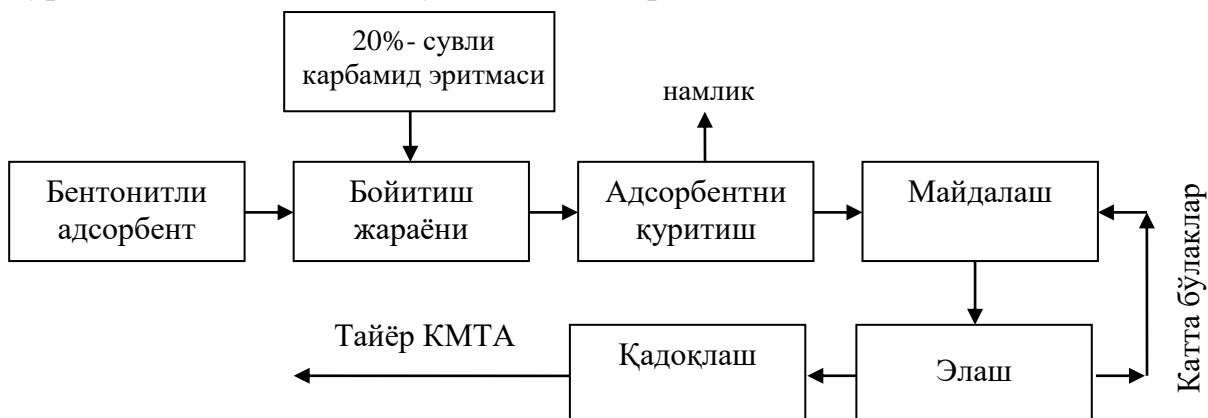 20%- сувли
карбамид эритмаси
намлик
Бентонитли
адсорбент
Бойитиш
жараёни
Адсорбентни
қуритиш
Майдалаш
Катта бўлаклар
Тайёр КМТА
Қадоқлаш
Элаш